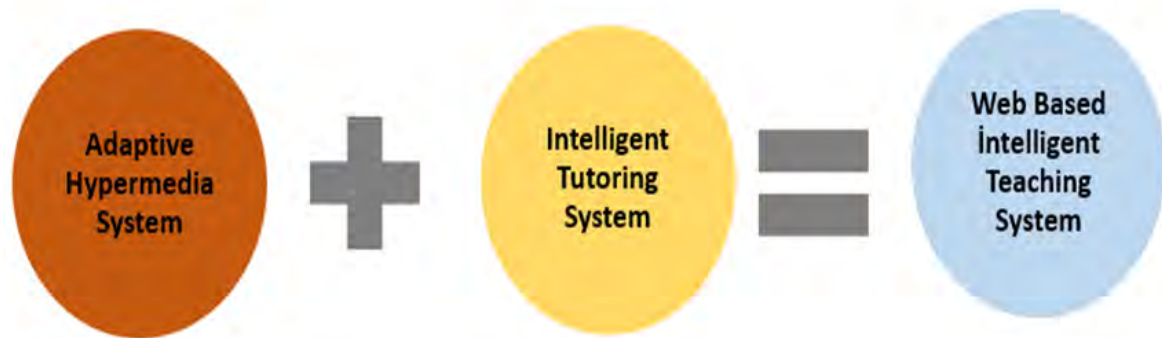 Adaptive
Hypermedia
System
Intelligent
Tutoring
System
Web Based
İntelligent
Teaching
System